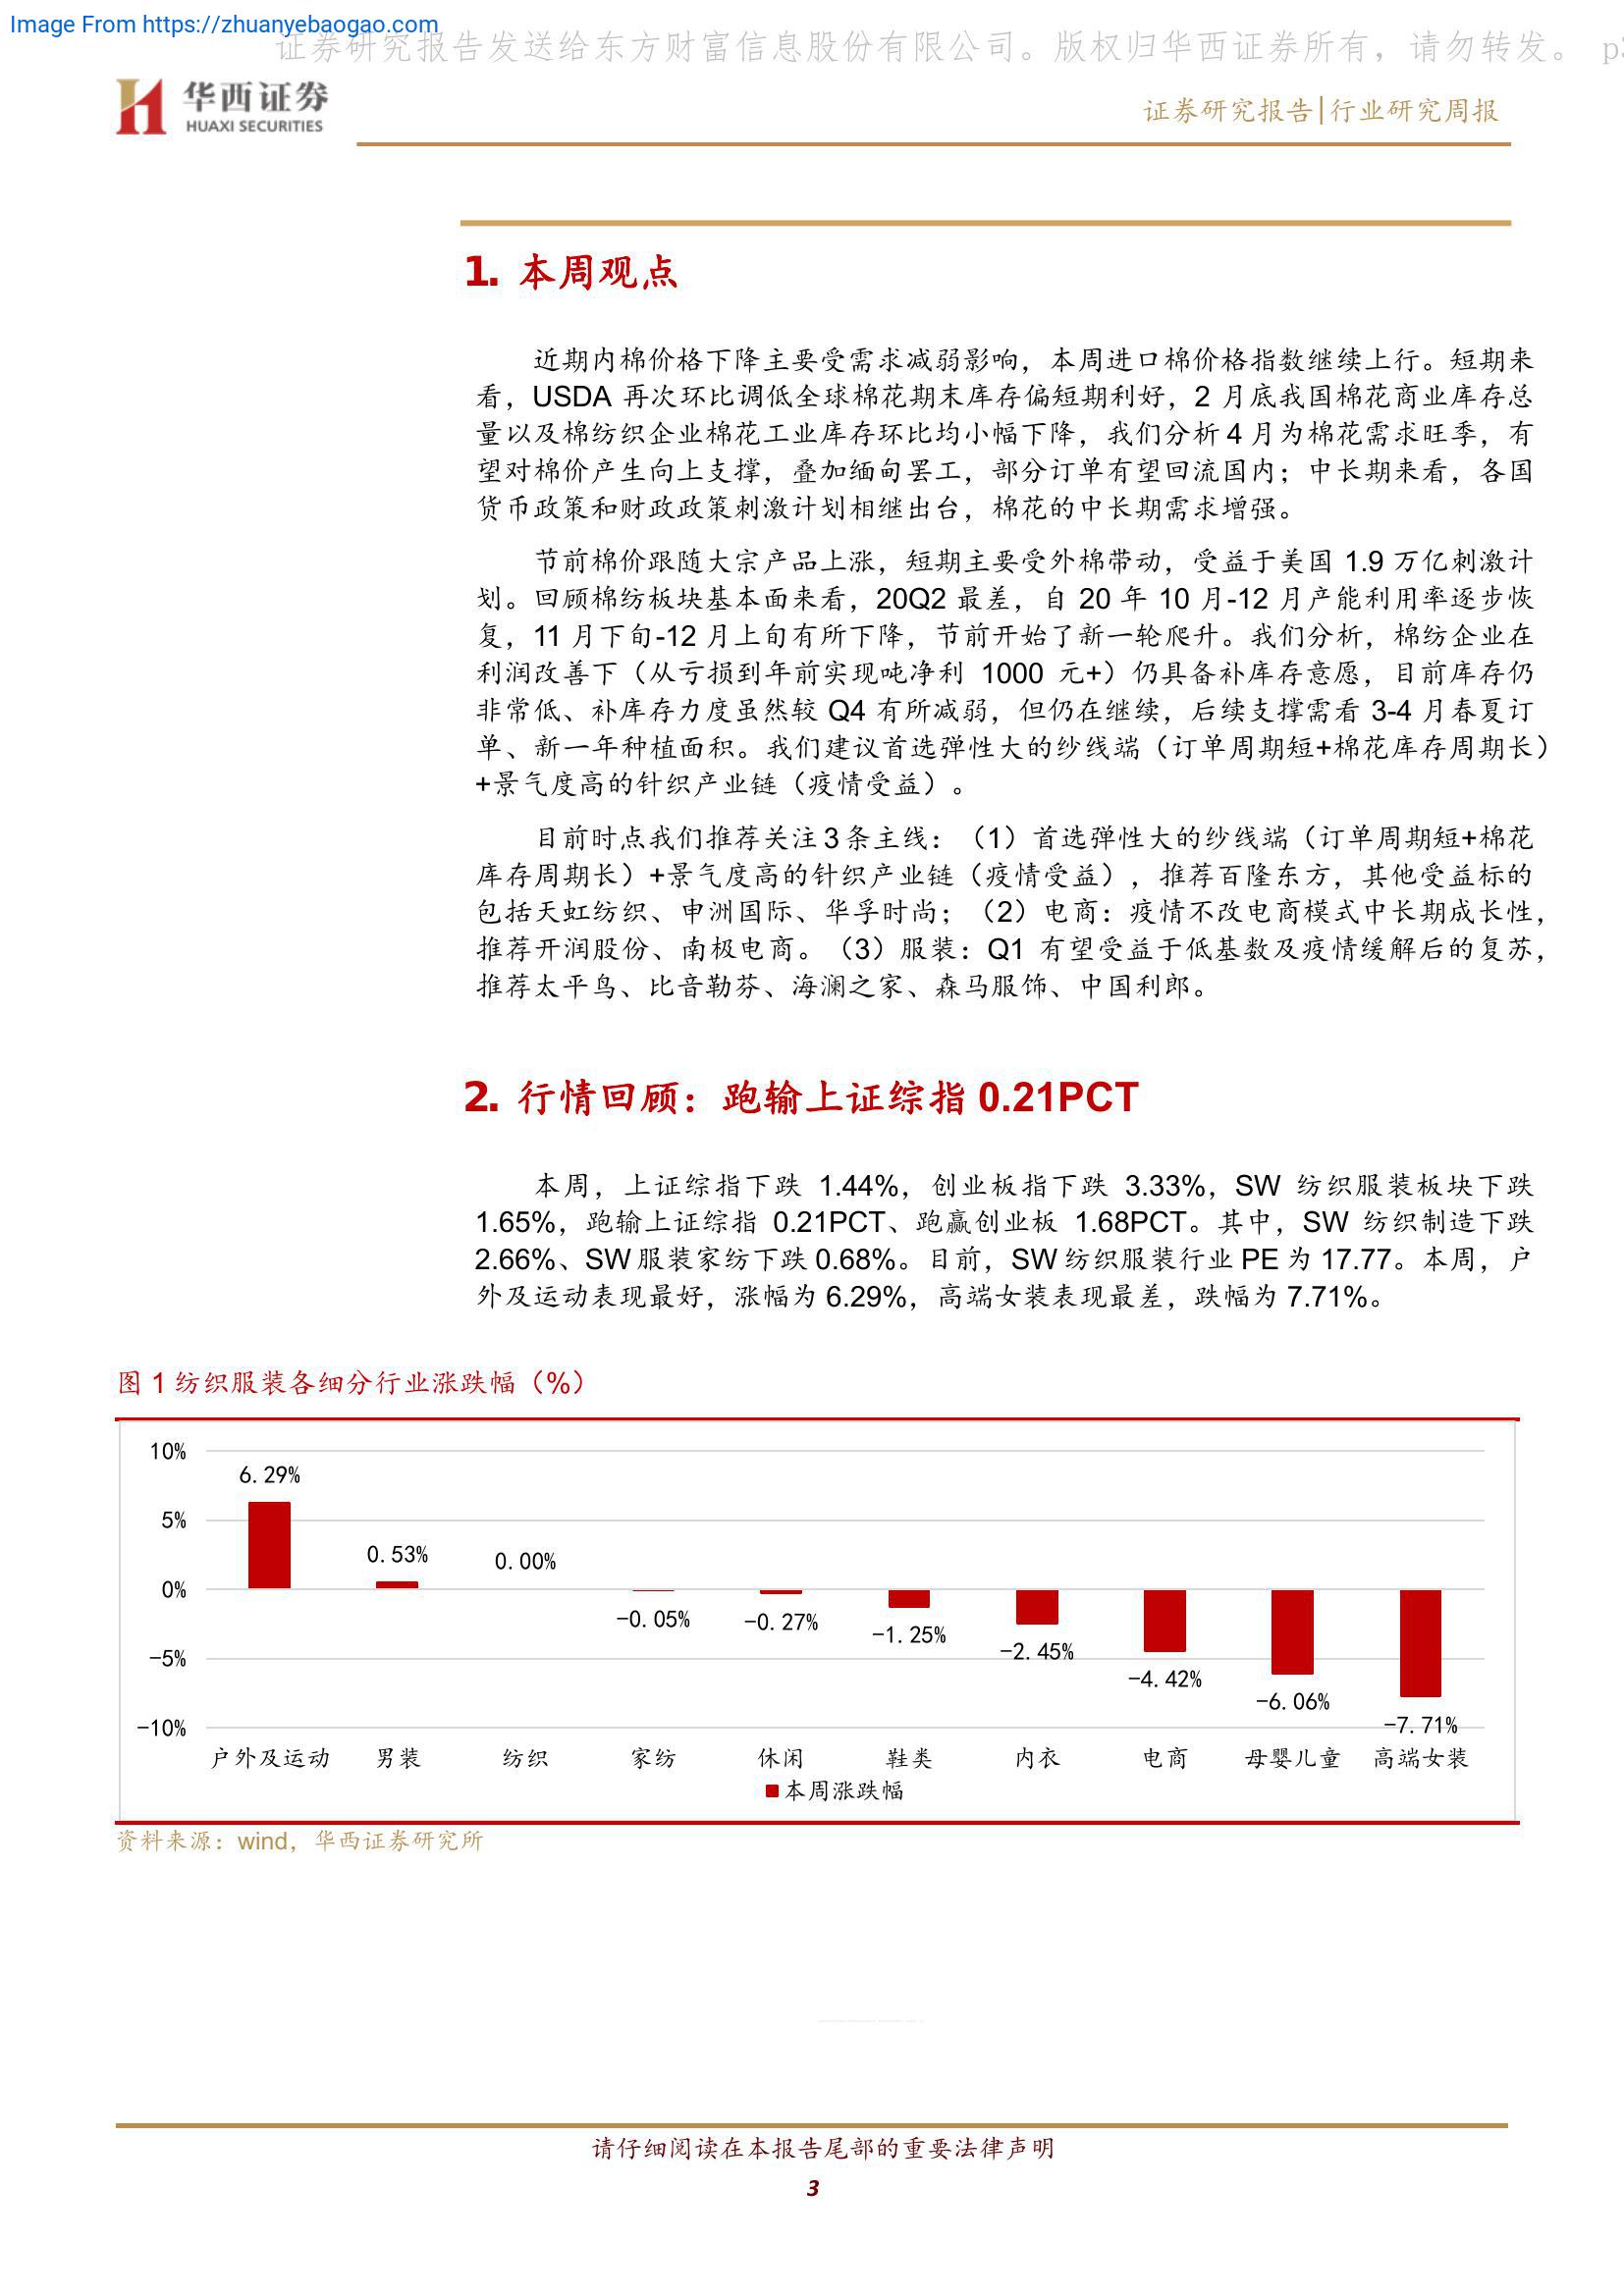 Image From https://zhuanyebaogao.com
证券研究报告发送给东方财富信息股份有限公司。版权归华西证券所有，请勿转发。 p3
华西证券
HUAXI SECURITIES
证券研究报告|行业研究周报
1. 本周观点
近期内棉价格下降主要受需求减弱影响，本周进口棉价格指数继续上行。短期来
看，USDA 再次环比调低全球棉花期末库存偏短期利好，2 月底我国棉花商业库存总
量以及棉纺织企业棉花工业库存环比均小幅下降，我们分析 4 月为棉花需求旺季，有
望对棉价产生向上支撑，叠加缅甸罢工，部分订单有望回流国内；中长期来看，各国
货币政策和财政政策刺激计划相继出台，棉花的中长期需求增强。
节前棉价跟随大宗产品上涨，短期主要受外棉带动，受益于美国 1.9 万亿刺激计
划。回顾棉纺板块基本面来看，20Q2 最差，自 20 年 10 月-12 月产能利用率逐步恢
复，11 月下旬-12 月上旬有所下降，节前开始了新一轮爬升。我们分析，棉纺企业在
利润改善下（从亏损到年前实现吨净利 1000 元+）仍具备补库存意愿，目前库存仍
非常低、补库存力度虽然较 Q4 有所减弱，但仍在继续，后续支撑需看 3-4 月春夏订
单、新一年种植面积。我们建议首选弹性大的纱线端（订单周期短+棉花库存周期长）
+景气度高的针织产业链（疫情受益）。
目前时点我们推荐关注 3 条主线：（1）首选弹性大的纱线端（订单周期短+棉花
库存周期长）+景气度高的针织产业链（疫情受益），推荐百隆东方，其他受益标的
包括天虹纺织、申洲国际、华孚时尚；（2）电商：疫情不改电商模式中长期成长性，
推荐开润股份、南极电商。（3）服装：Q1 有望受益于低基数及疫情缓解后的复苏，
推荐太平鸟、比音勒芬、海澜之家、森马服饰、中国利郎。
2. 行情回顾：跑输上证综指 0.21PCT
本周，上证综指下跌 1.44%，创业板指下跌 3.33%，SW 纺织服装板块下跌
1.65%，跑输上证综指 0.21PCT、跑赢创业板 1.68PCT。其中，SW 纺织制造下跌
2.66%、SW 服装家纺下跌 0.68%。目前，SW 纺织服装行业 PE 为 17.77。本周，户
外及运动表现最好，涨幅为 6.29%，高端女装表现最差，跌幅为 7.71%。
图 1 纺织服装各细分行业涨跌幅（%）
10%
6.29%
5%
0.53%
0.00%
0%
-0.05%
-0.27%
-1.25%
-2.45%
-5%
-4.42%
-6.06%
-7.71%
-10%
户外及运动 男装 纺织 家纺 休闲 鞋类 内衣 电商 母婴儿童 高端女装
本周涨跌幅
资料来源：wind，华西证券研究所
请仔细阅读在本报告尾部的重要法律声明
3